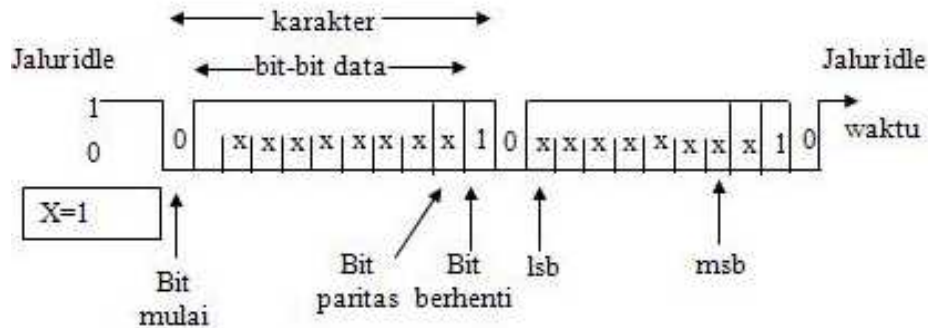 karakter
Jaluridle
bit-bit data
Jaluridle
1
0
0 x x x x x x x x 1 0 x x x x x x x x 1 0
waktu
X=1
Bit
mulai
Bit
paritas
Bit
berhenti
lsb
msb